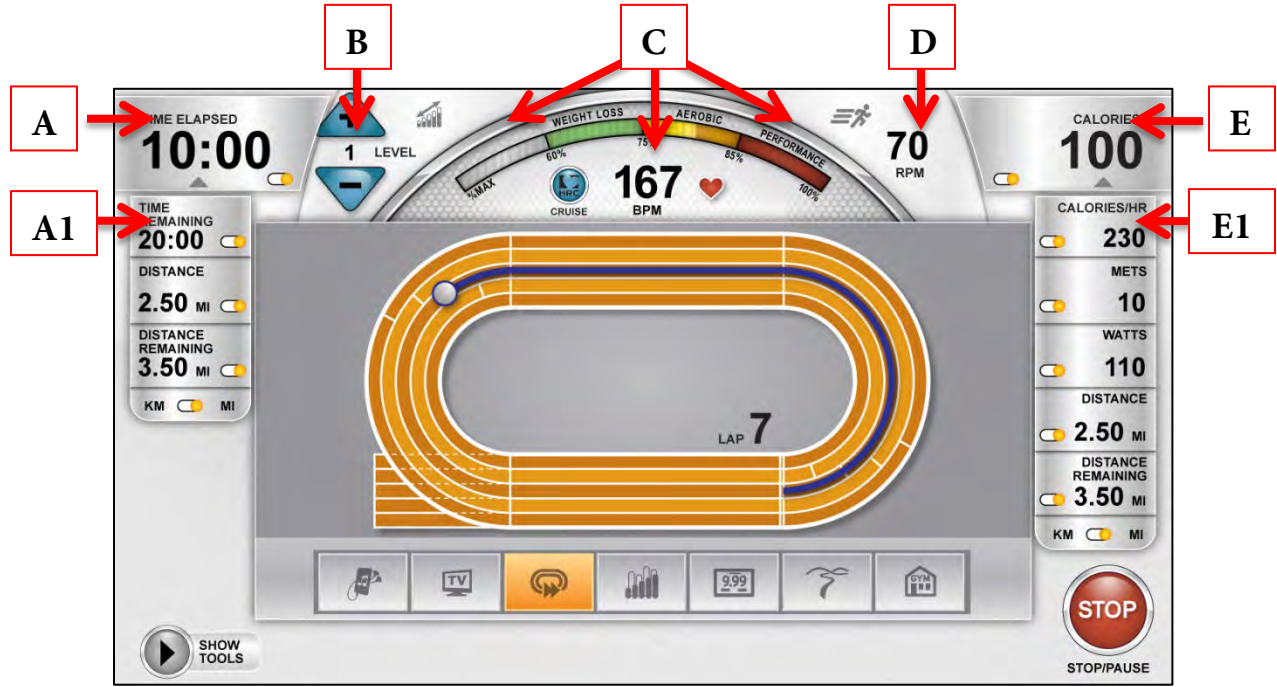 B
C
D
A
E
TIME ELAPSED
10:00
1 LEVEL
%MAX
60%
WEIGHT LOSS
75%
AEROBIC
85%
PERFORMANCE
100%
HRC
CRUISE
167
BPM
70
RPM
CALORIES
100
A1
TIME
REMAINING
20:00
DISTANCE
2.50 MI
DISTANCE
REMAINING
3.50 MI
KM MI
E1
CALORIES/HR
230
METS
10
WATTS
110
DISTANCE
2.50 MI
DISTANCE
REMAINING
3.50 MI
KM MI
LAP 7
TV
9.99
GYM
SHOW
TOOLS
STOP
STOP/PAUSE